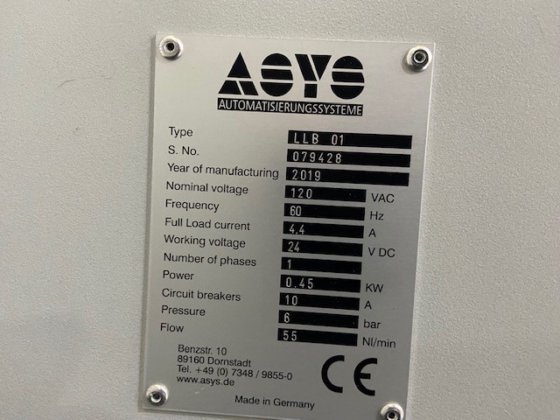 ASYS
AUTOMATISIERUNGSSYSTEME
Type LLB 01
S. No. 079428
Year of manufacturing 2019
Nominal voltage 120 VAC
Frequency 60 Hz
Full Load current 4,4 A
Working voltage 24 V DC
Number of phases 1
Power 0.45 KW
Circuit breakers 10 A
Pressure 6 bar
Flow 55 Nl/min
Benzstr. 10
89160 Dornstadt
Tel. +49 (0) 7348 / 9855-0
www.asys.de
CE
Made in Germany